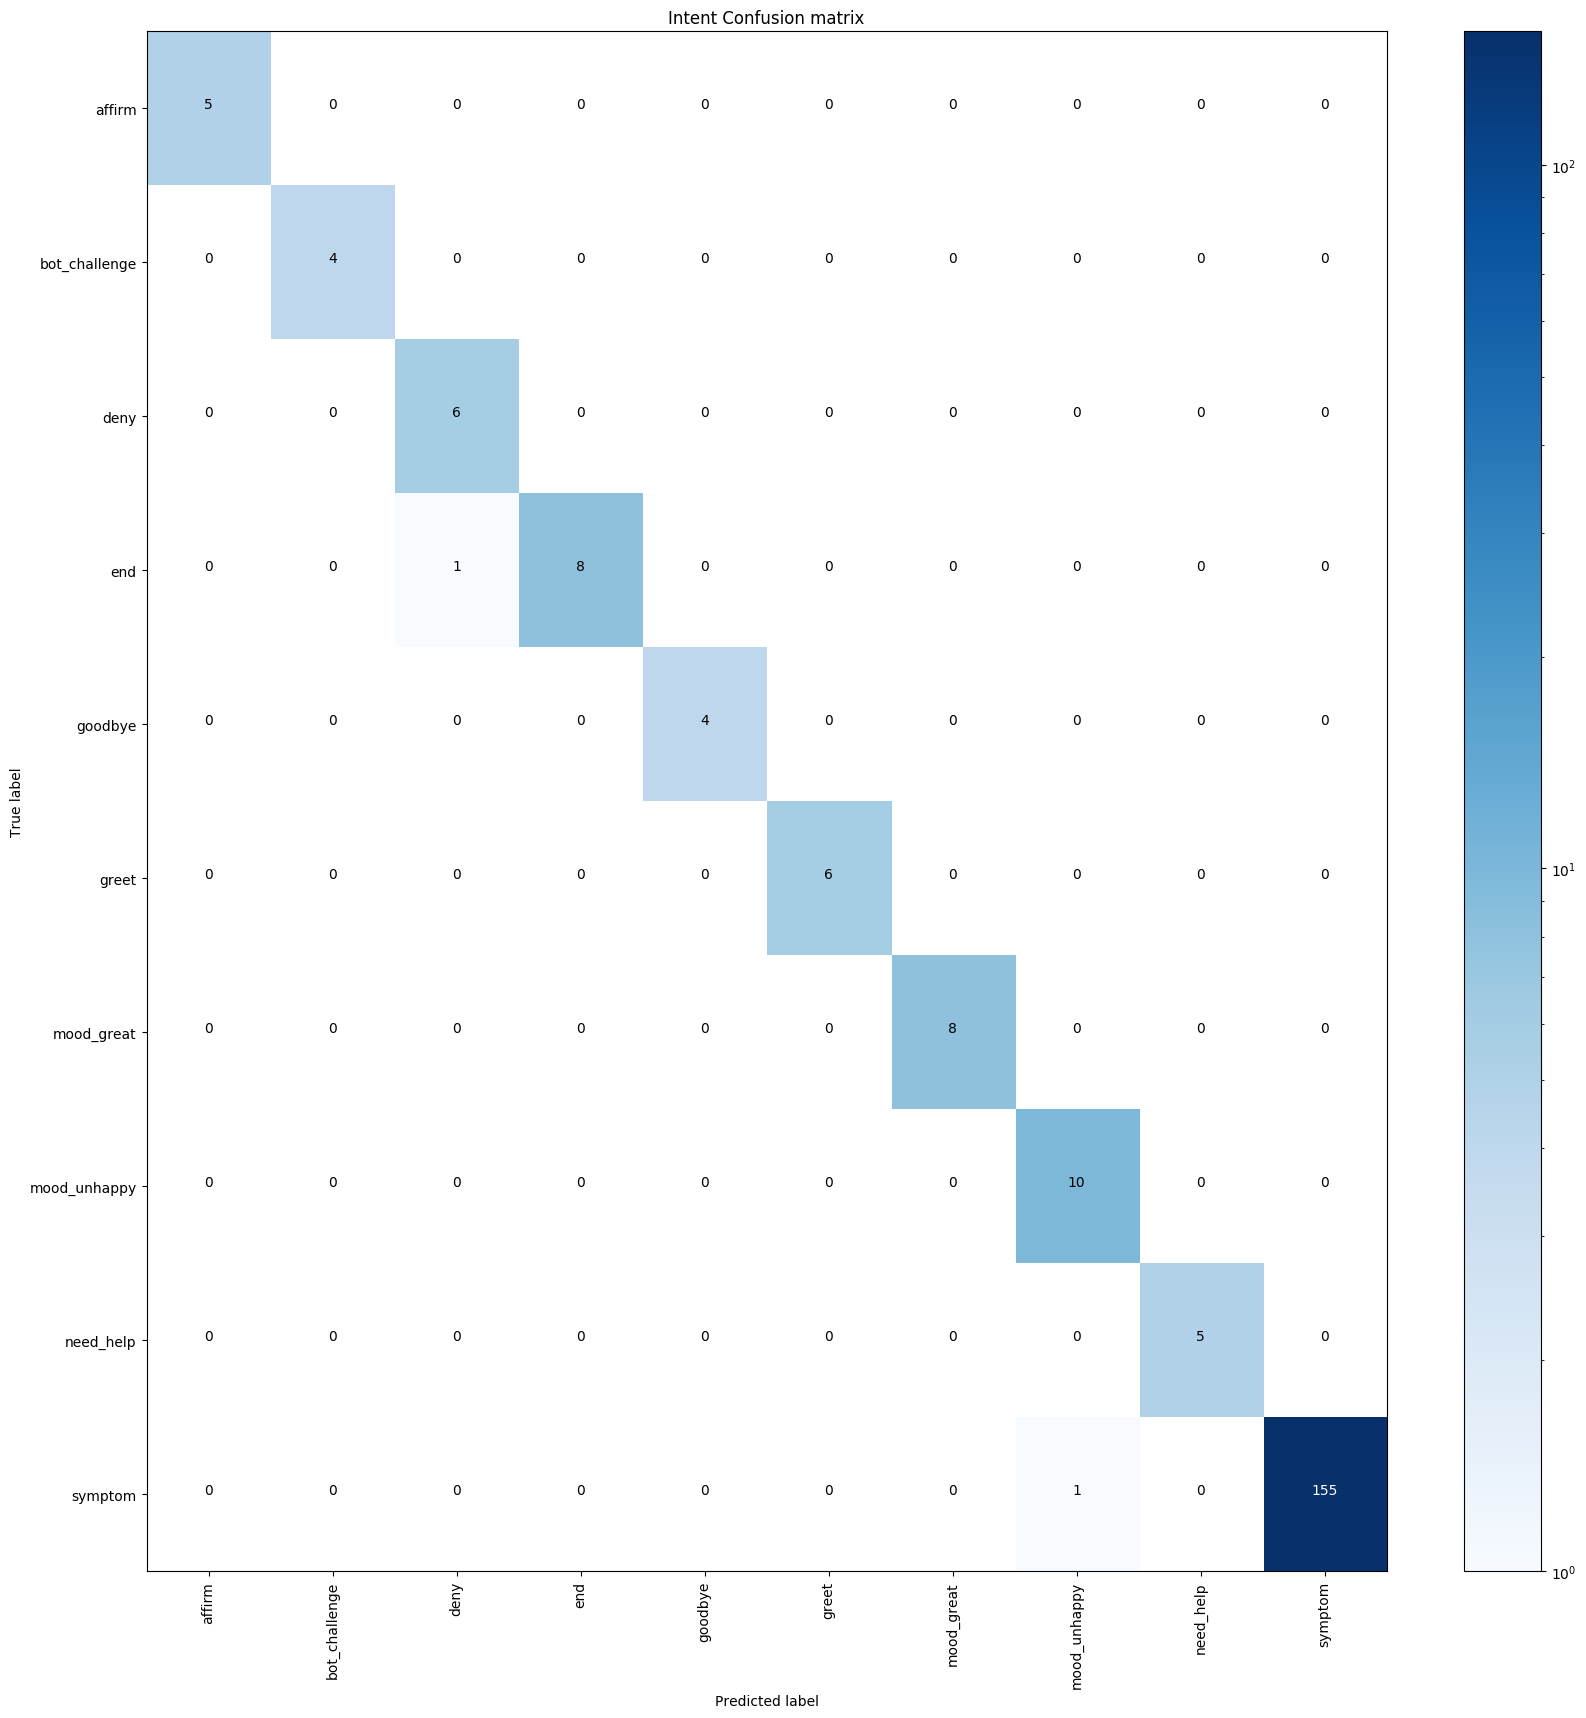 Intent Confusion matrix
affirm 5 0 0 0 0 0 0 0 0 0
bot_challenge 0 4 0 0 0 0 0 0 0 0
deny 0 0 6 0 0 0 0 0 0 0
end 0 0 1 8 0 0 0 0 0 0
goodbye 0 0 0 0 4 0 0 0 0 0
greet 0 0 0 0 0 6 0 0 0 0
mood_great 0 0 0 0 0 0 8 0 0 0
mood_unhappy 0 0 0 0 0 0 0 10 0 0
need_help 0 0 0 0 0 0 0 0 5 0
symptom 0 0 0 0 0 0 0 1 0 155
True label
affirm bot_challenge deny end goodbye greet mood_great mood_unhappy need_help symptom
Predicted label
10²
10¹
10⁰